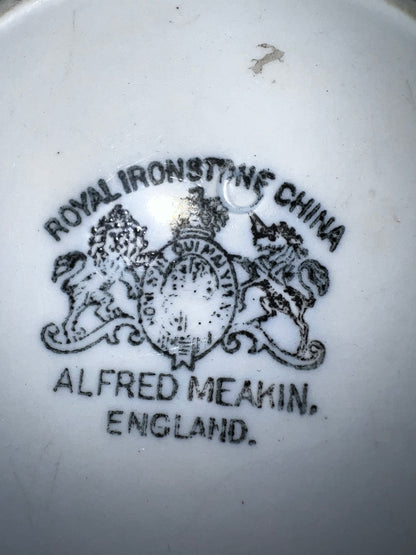 ROYAL IRONSTONE CHINA
ALFRED MEAKIN.
ENGLAND.